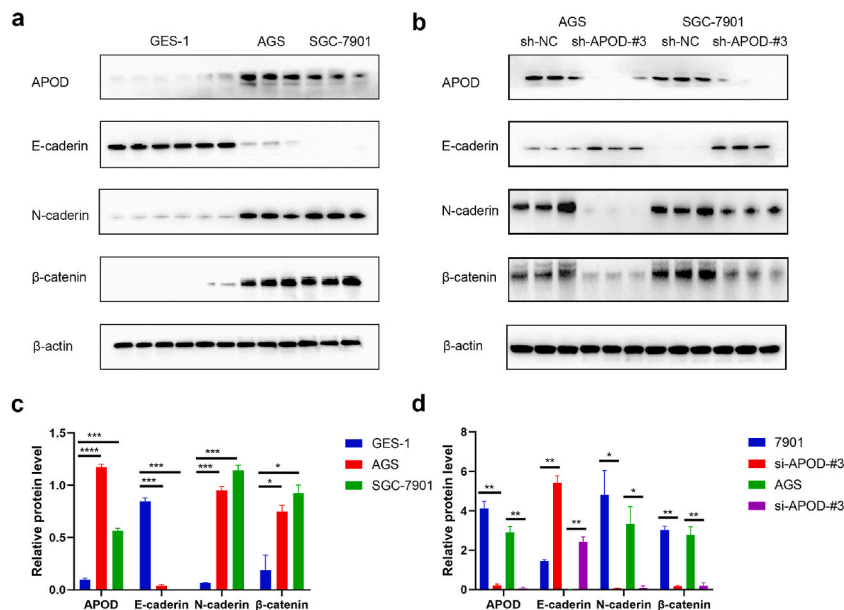 a
GES-1 AGS SGC-7901
APOD
E-caderin
N-caderin
β-catenin
β-actin
b
AGS SGC-7901
sh-NC sh-APOD-#3 sh-NC sh-APOD-#3
APOD
E-caderin
N-caderin
β-catenin
β-actin
c
Relative protein level
1.5
1.0
0.5
0.0
*** **** *** *** *** *** * *
APOD E-caderin N-caderin β-catenin
GES-1
AGS
SGC-7901
d
Relative protein level
8
6
4
2
0
** ** ** ** * * ** **
APOD E-caderin N-caderin β-catenin
7901
si-APOD-#3
AGS
si-APOD-#3